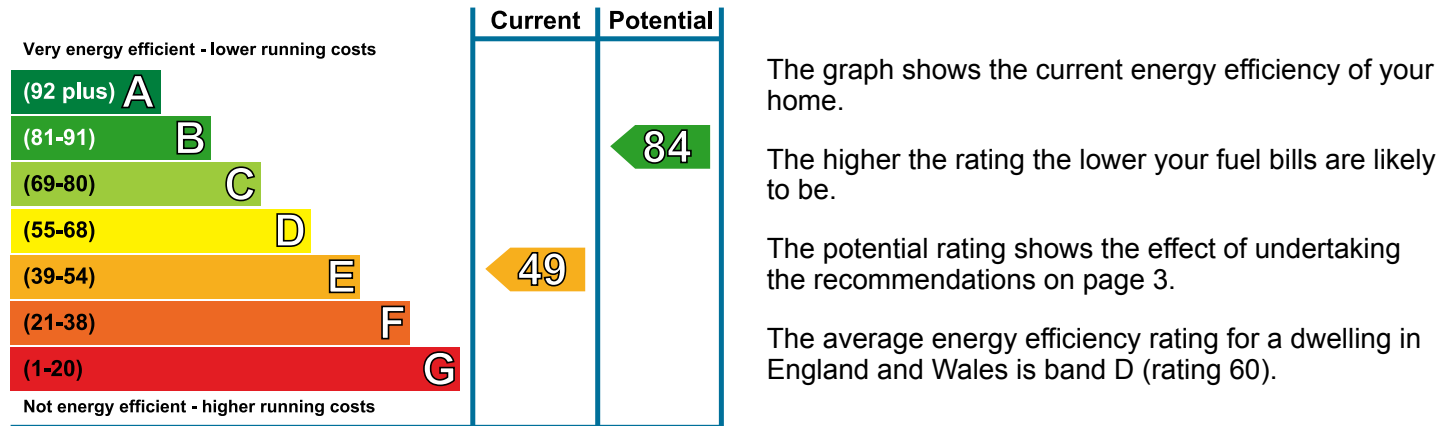 Current Potential
Very energy efficient - lower running costs
(92 plus) A
(81-91) B
84
(69-80) C
(55-68) D
(39-54) E
49
(21-38) F
(1-20) G
Not energy efficient - higher running costs
The graph shows the current energy efficiency of your
home.
The higher the rating the lower your fuel bills are likely
to be.
The potential rating shows the effect of undertaking
the recommendations on page 3.
The average energy efficiency rating for a dwelling in
England and Wales is band D (rating 60).